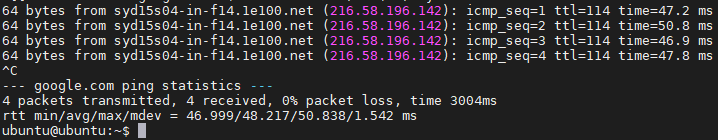 64 bytes from syd15s04-in-f14.1e100.net (216.58.196.142): icmp_seq=1 ttl=114 time=47.2 ms
64 bytes from syd15s04-in-f14.1e100.net (216.58.196.142): icmp_seq=2 ttl=114 time=50.8 ms
64 bytes from syd15s04-in-f14.1e100.net (216.58.196.142): icmp_seq=3 ttl=114 time=46.9 ms
64 bytes from syd15s04-in-f14.1e100.net (216.58.196.142): icmp_seq=4 ttl=114 time=47.8 ms
^C
--- google.com ping statistics ---
4 packets transmitted, 4 received, 0% packet loss, time 3004ms
rtt min/avg/max/mdev = 46.999/48.217/50.838/1.542 ms
ubuntu@ubuntu:~$